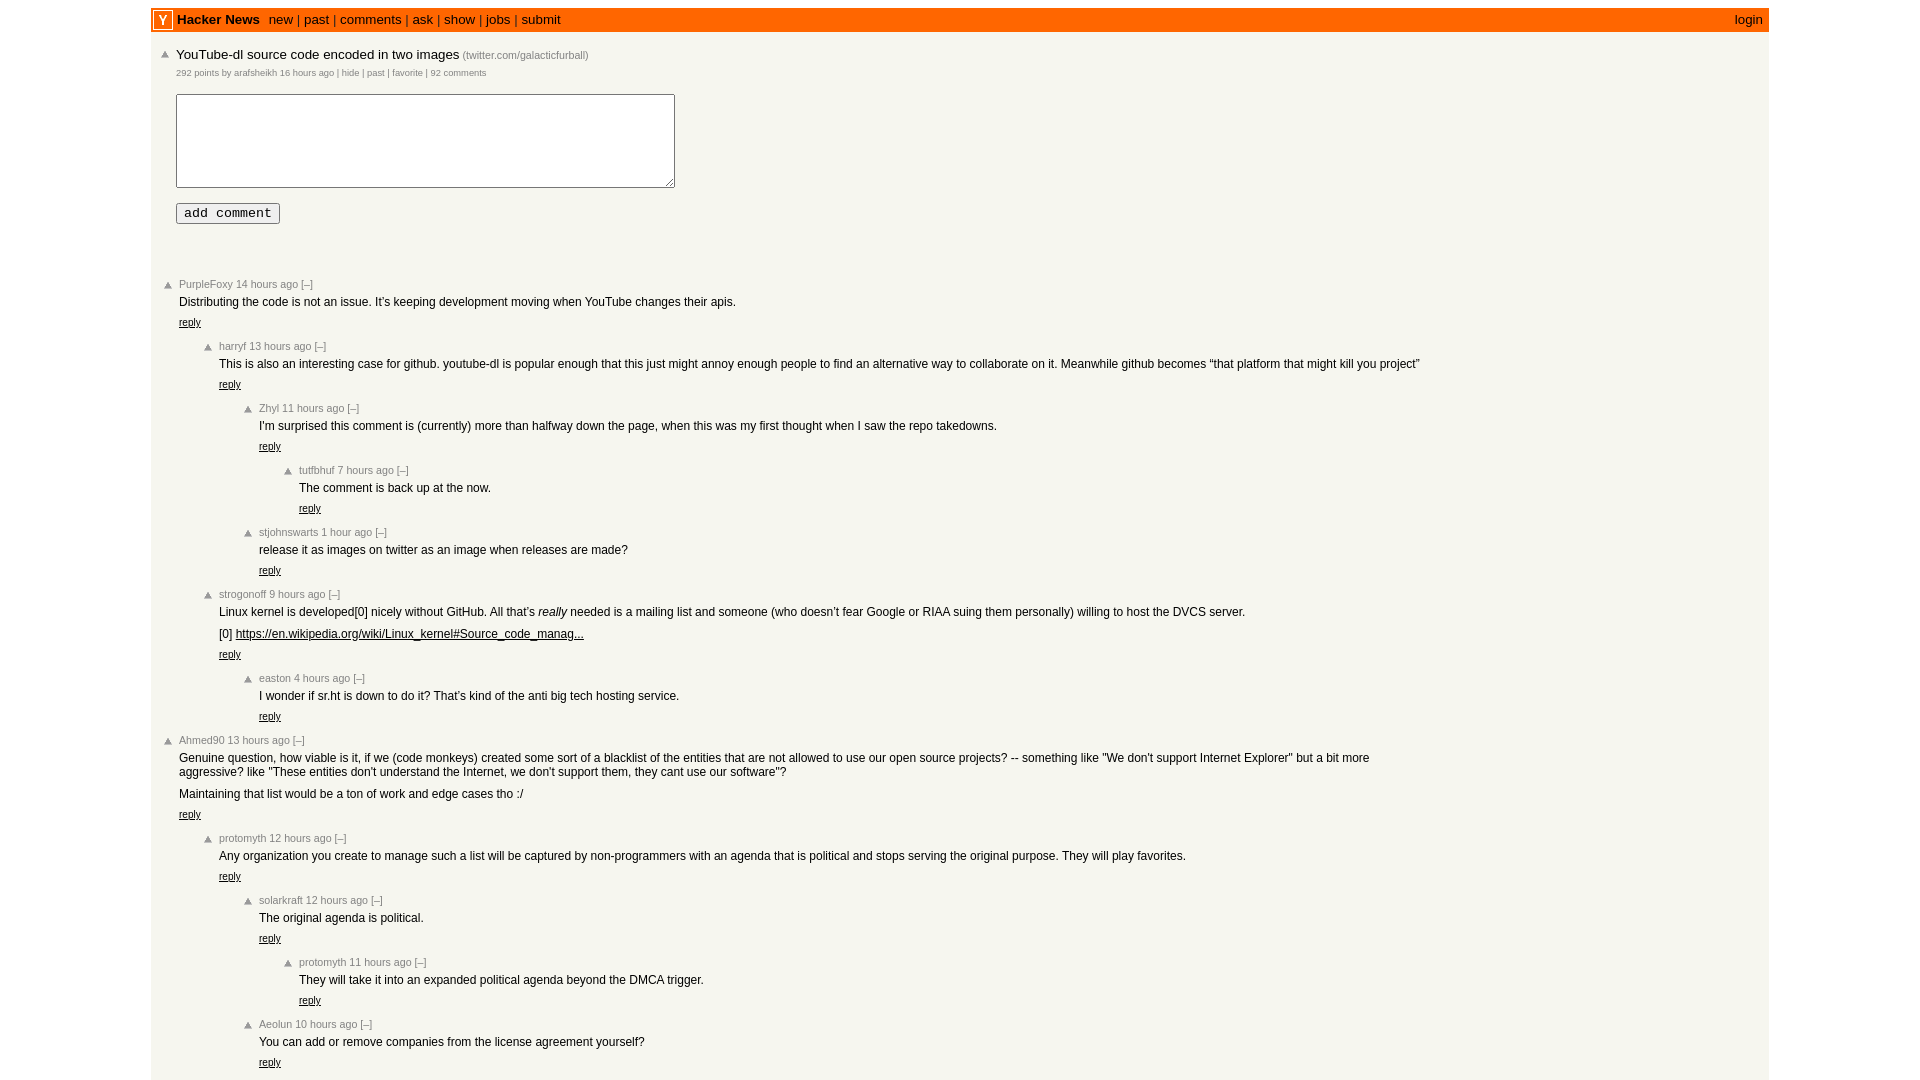 Y Hacker News new | past | comments | ask | show | jobs | submit login
YouTube-dl source code encoded in two images (twitter.com/galacticfurball)
292 points by arafsheikh 16 hours ago | hide | past | favorite | 92 comments
add comment
PurpleFoxy 14 hours ago [–]
Distributing the code is not an issue. It’s keeping development moving when YouTube changes their apis.
reply
harryf 13 hours ago [–]
This is also an interesting case for github. youtube-dl is popular enough that this just might annoy enough people to find an alternative way to collaborate on it. Meanwhile github becomes “that platform that might kill you project”
reply
Zhyl 11 hours ago [–]
I'm surprised this comment is (currently) more than halfway down the page, when this was my first thought when I saw the repo takedowns.
reply
tutfbhuf 7 hours ago [–]
The comment is back up at the now.
reply
stjohnswarts 1 hour ago [–]
release it as images on twitter as an image when releases are made?
reply
strogonoff 9 hours ago [–]
Linux kernel is developed[0] nicely without GitHub. All that’s really needed is a mailing list and someone (who doesn’t fear Google or RIAA suing them personally) willing to host the DVCS server.
[0] https://en.wikipedia.org/wiki/Linux_kernel#Source_code_manag...
reply
easton 4 hours ago [–]
I wonder if sr.ht is down to do it? That’s kind of the anti big tech hosting service.
reply
Ahmed90 13 hours ago [–]
Genuine question, how viable is it, if we (code monkeys) created some sort of a blacklist of the entities that are not allowed to use our open source projects? -- something like "We don't support Internet Explorer" but a bit more
aggressive? like "These entities don't understand the Internet, we don't support them, they cant use our software"?
Maintaining that list would be a ton of work and edge cases tho :/
reply
protomyth 12 hours ago [–]
Any organization you create to manage such a list will be captured by non-programmers with an agenda that is political and stops serving the original purpose. They will play favorites.
reply
solarkraft 12 hours ago [–]
The original agenda is political.
reply
protomyth 11 hours ago [–]
They will take it into an expanded political agenda beyond the DMCA trigger.
reply
Aeolun 10 hours ago [–]
You can add or remove companies from the license agreement yourself?
reply